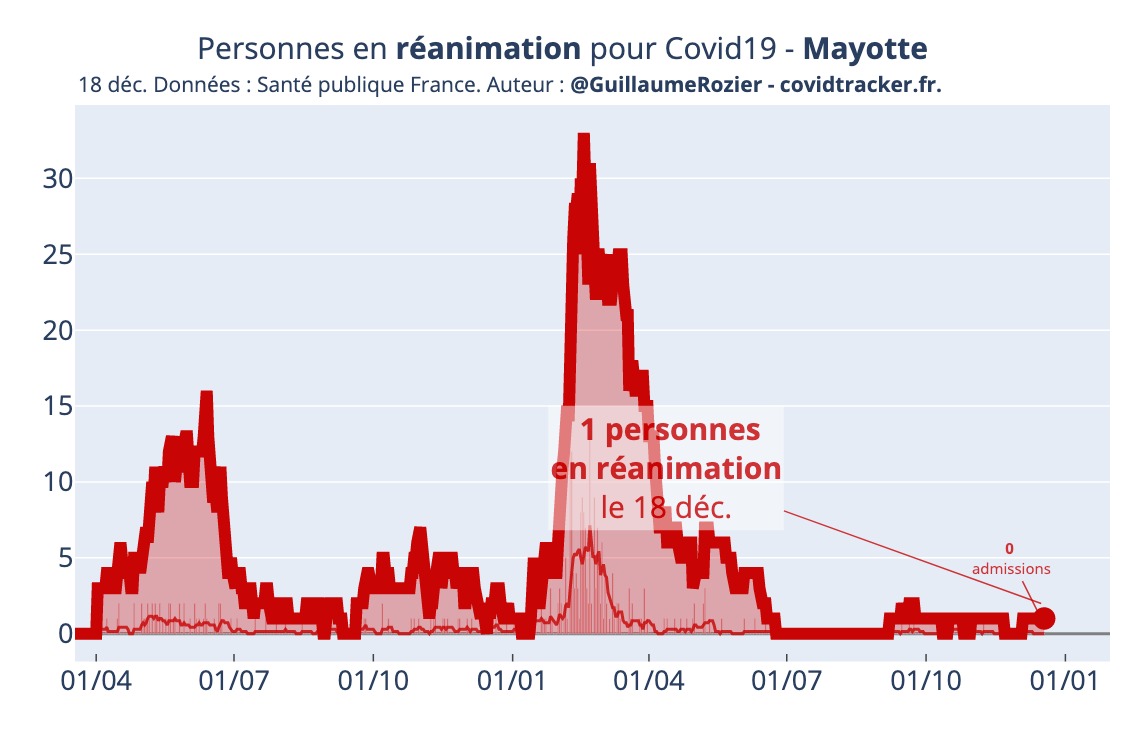 Personnes en réanimation pour Covid19 - Mayotte
18 déc. Données : Santé publique France. Auteur : @GuillaumeRozier - covidtracker.fr.
30
25
20
15
10
5
0
1 personnes
en réanimation
le 18 déc.
0
admissions
01/04
01/07
01/10
01/01
01/04
01/07
01/10
01/01